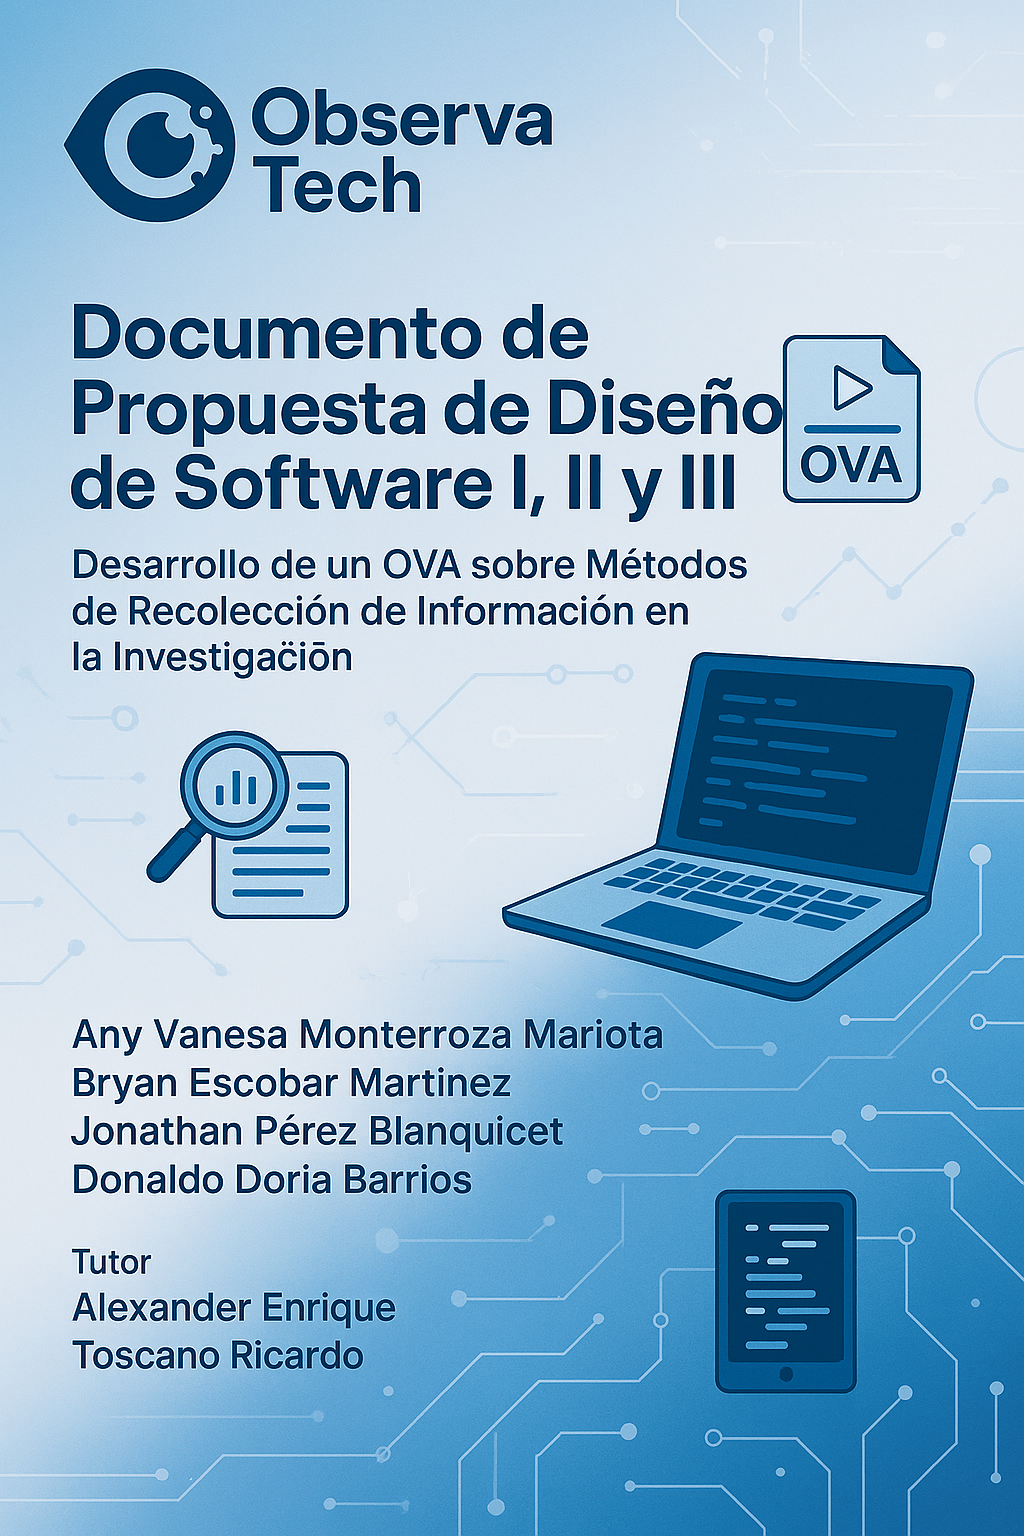 Observa
Tech
Documento de
Propuesta de Diseño
de Software I, II y III
OVA
Desarrollo de un OVA sobre Métodos
de Recolección de Información en
la Investigac̈iōn
Any Vanesa Monterroza Mariota
Bryan Escobar Martinez
Jonathan Pérez Blanquicet
Donaldo Doria Barrios
Tutor
Alexander Enrique
Toscano Ricardo